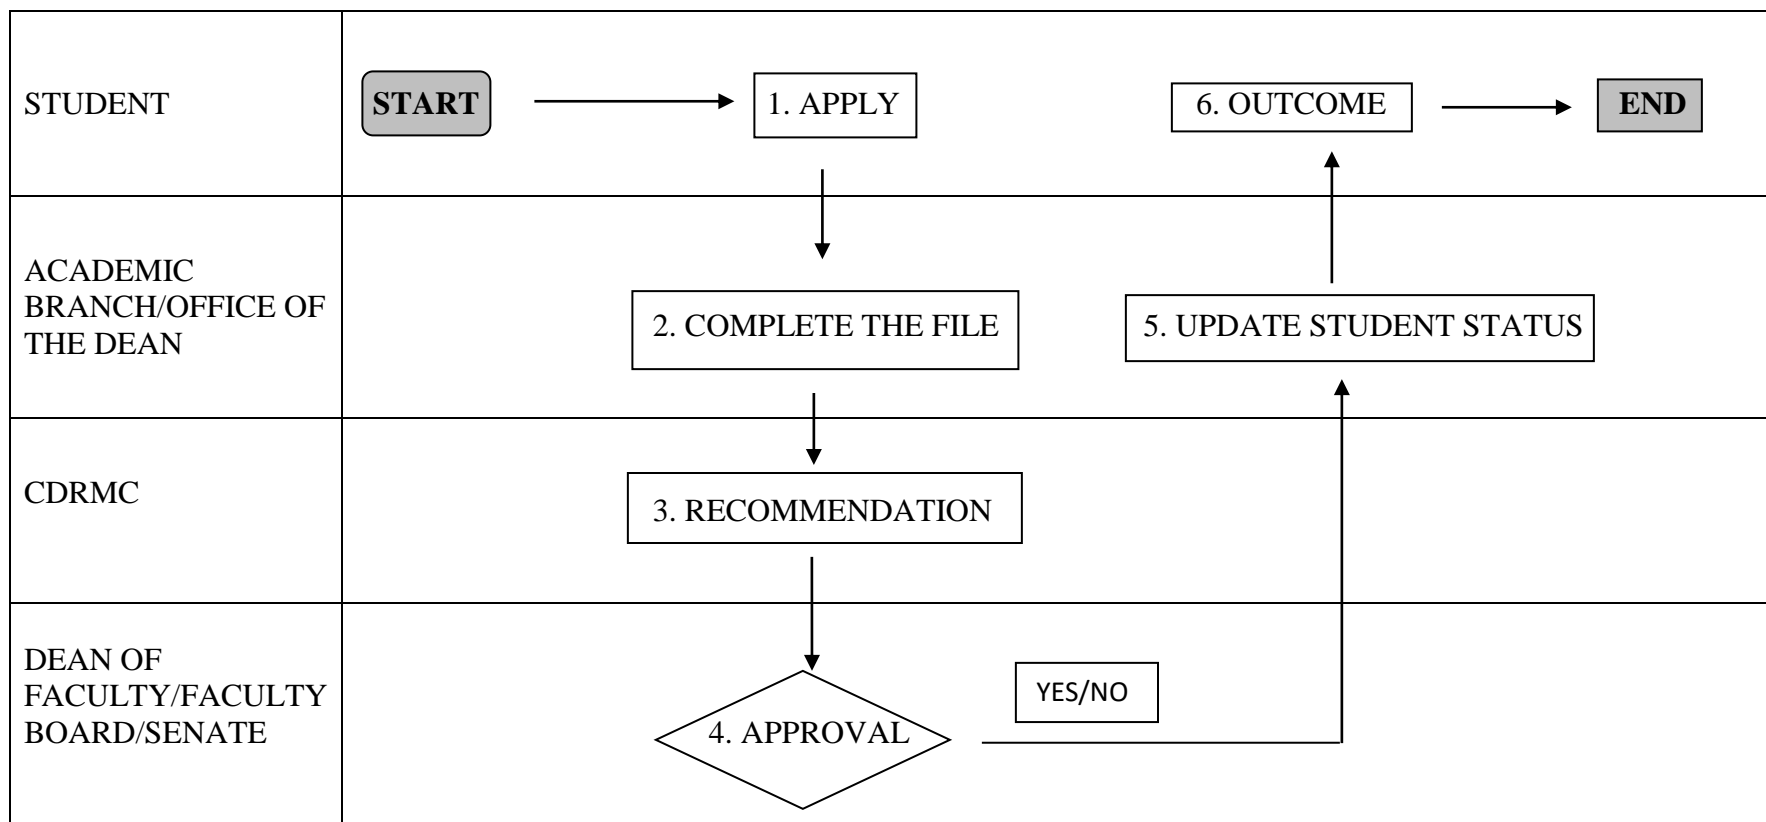 STUDENT
START
1. APPLY
6. OUTCOME
END
ACADEMIC
BRANCH/OFFICE OF
THE DEAN
2. COMPLETE THE FILE
5. UPDATE STUDENT STATUS
CDRMC
3. RECOMMENDATION
DEAN OF
FACULTY/FACULTY
BOARD/SENATE
4. APPROVAL
YES/NO